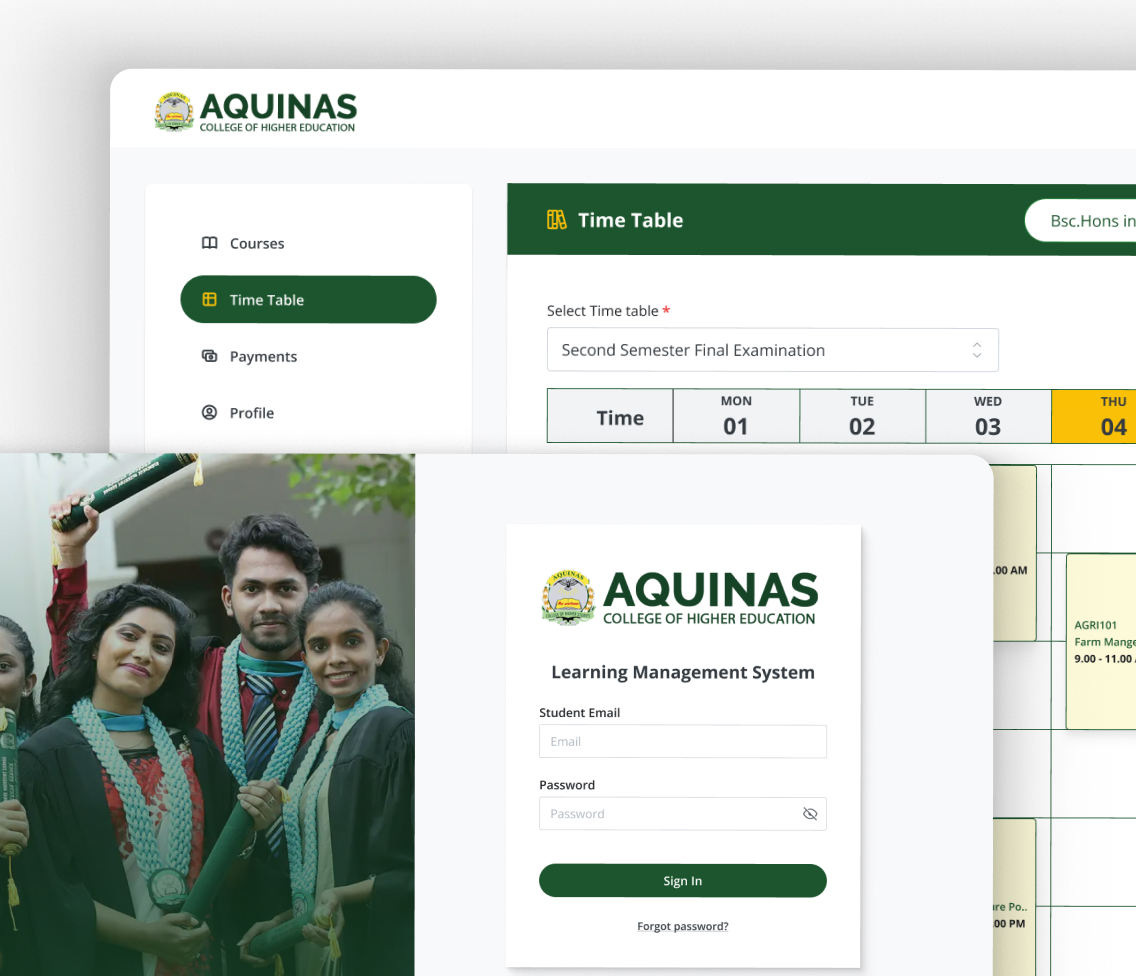 AQUINAS
COLLEGE OF HIGHER EDUCATION
Courses
Time Table
Payments
Profile
Time Table
Bsc.Hons in
Select Time table *
Second Semester Final Examination
Time
MON
01
TUE
02
WED
03
THU
04
.00 AM
AGRI101
Farm Mange
9.00 - 11.00
ure Po..
.00 PM
AQUINAS
AQUINAS
COLLEGE OF HIGHER EDUCATION
Learning Management System
Student Email
Email
Password
Password
Sign In
Forgot password?